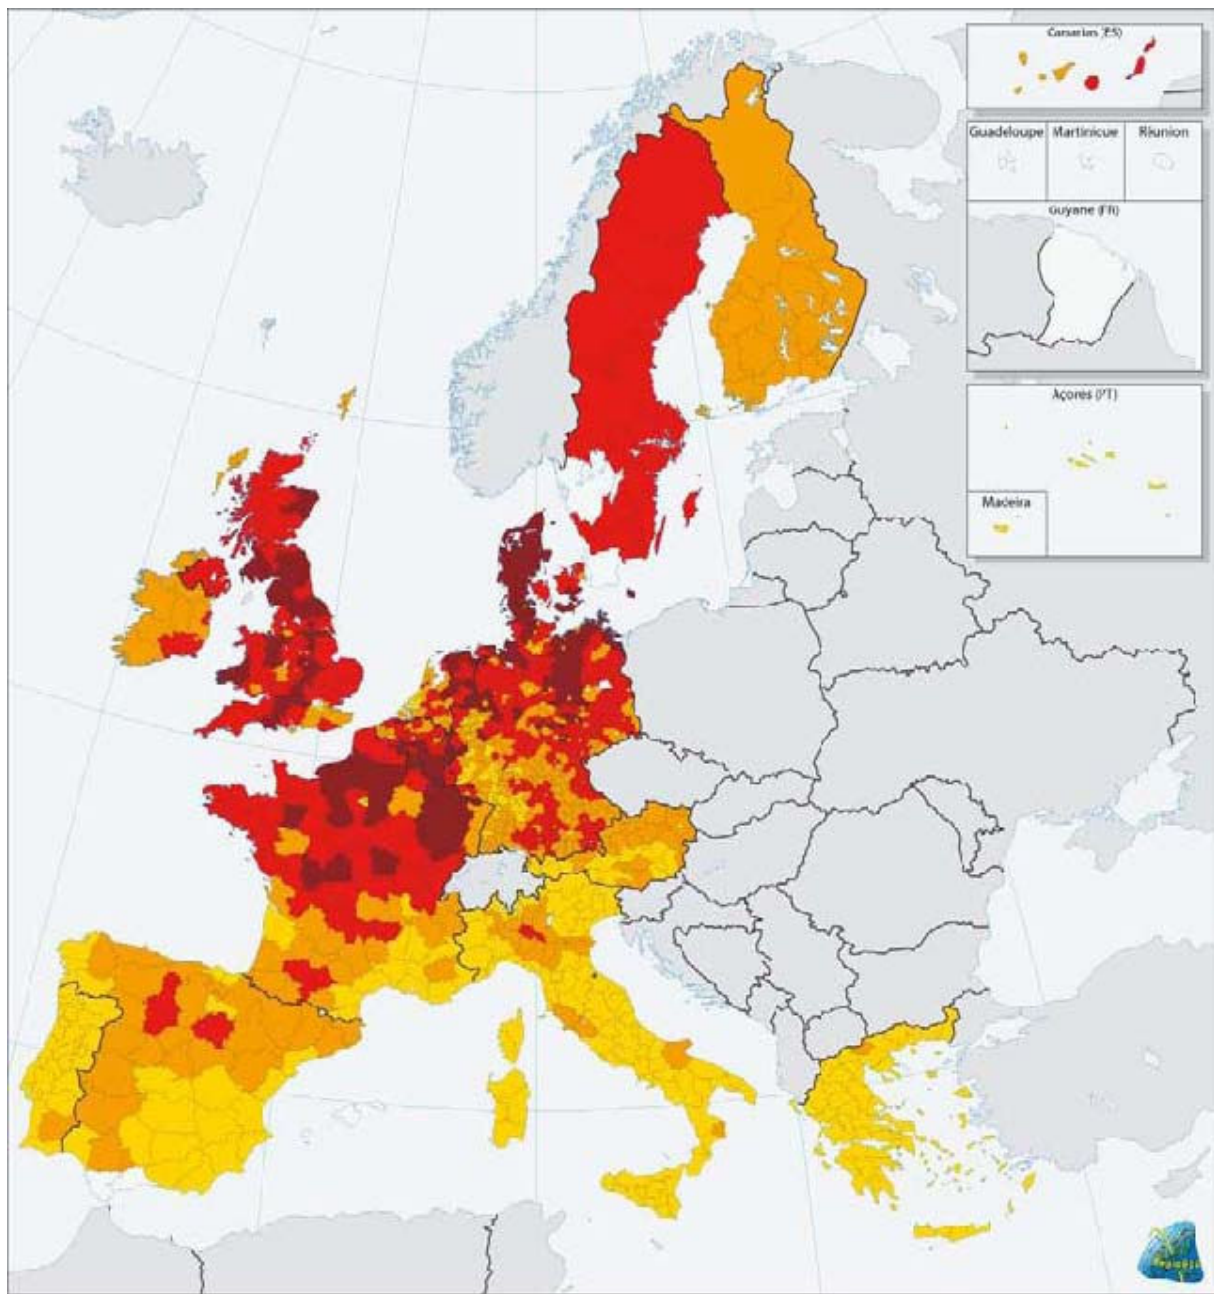 Canarias (ES)
Guadeloupe
Martinique
Réunion
Guyane (FR)
Açores (PT)
Madeira